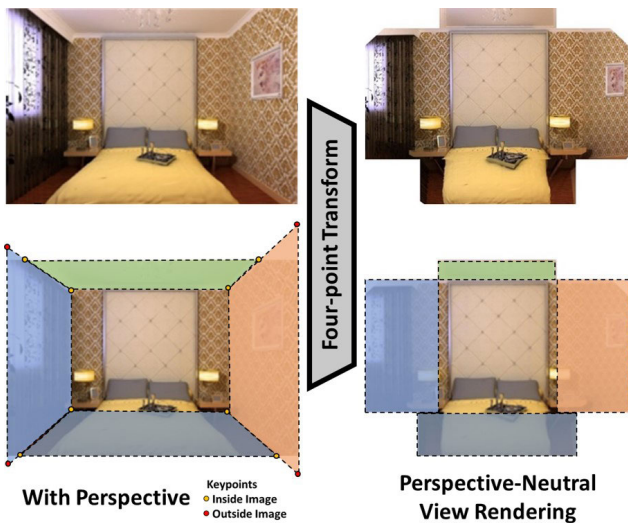 Four-point Transform
With Perspective
Keypoints
Inside Image
Outside Image
Perspective-Neutral
View Rendering